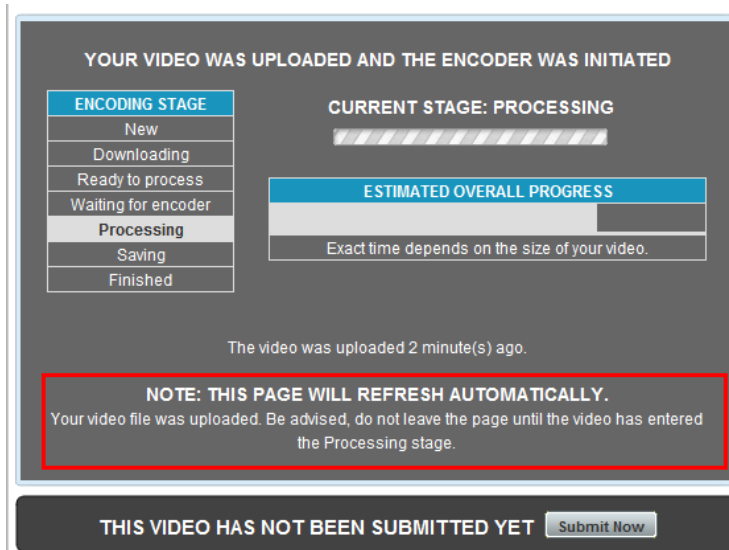 YOUR VIDEO WAS UPLOADED AND THE ENCODER WAS INITIATED
ENCODING STAGE
New
Downloading
Ready to process
Waiting for encoder
Processing
Saving
Finished
CURRENT STAGE: PROCESSING
ESTIMATED OVERALL PROGRESS
Exact time depends on the size of your video.
The video was uploaded 2 minute(s) ago.
NOTE: THIS PAGE WILL REFRESH AUTOMATICALLY.
Your video file was uploaded. Be advised, do not leave the page until the video has entered
the Processing stage.
THIS VIDEO HAS NOT BEEN SUBMITTED YET Submit Now